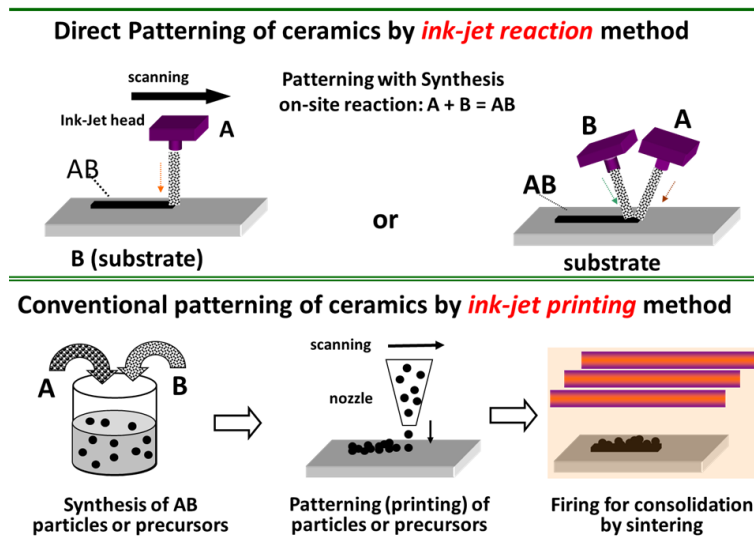 Direct Patterning of ceramics by ink-jet reaction method
scanning
Patterning with Synthesis
on-site reaction: A + B = AB
Ink-Jet head
A
B
A
AB
AB
or
B (substrate)
substrate
Conventional patterning of ceramics by ink-jet printing method
scanning
A
B
nozzle
Synthesis of AB
particles or precursors
Patterning (printing) of
particles or precursors
Firing for consolidation
by sintering